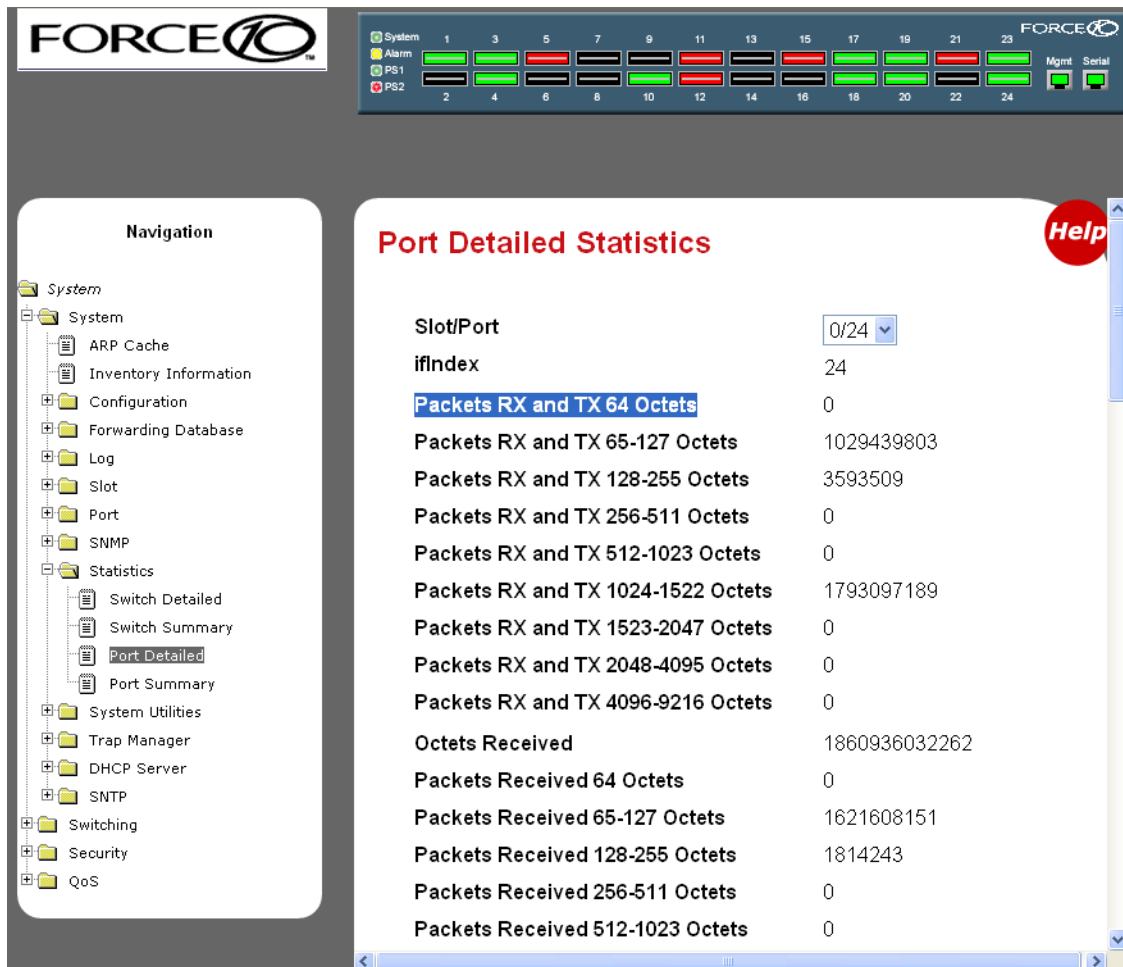 FORCE10 TM
FORCE10
System
Alarm
PS1
PS2
1 3 5 7 9 11 13 15 17 19 21 23
2 4 6 8 10 12 14 16 18 20 22 24
Mgmt Serial
Navigation
System
System
ARP Cache
Inventory Information
Configuration
Forwarding Database
Log
Slot
Port
SNMP
Statistics
Switch Detailed
Switch Summary
Port Detailed
Port Summary
System Utilities
Trap Manager
DHCP Server
SNTP
Switching
Security
QoS
Port Detailed Statistics
Help
Slot/Port 0/24
ifIndex 24
Packets RX and TX 64 Octets 0
Packets RX and TX 65-127 Octets 1029439803
Packets RX and TX 128-255 Octets 3593509
Packets RX and TX 256-511 Octets 0
Packets RX and TX 512-1023 Octets 0
Packets RX and TX 1024-1522 Octets 1793097189
Packets RX and TX 1523-2047 Octets 0
Packets RX and TX 2048-4095 Octets 0
Packets RX and TX 4096-9216 Octets 0
Octets Received 1860936032262
Packets Received 64 Octets 0
Packets Received 65-127 Octets 1621608151
Packets Received 128-255 Octets 1814243
Packets Received 256-511 Octets 0
Packets Received 512-1023 Octets 0